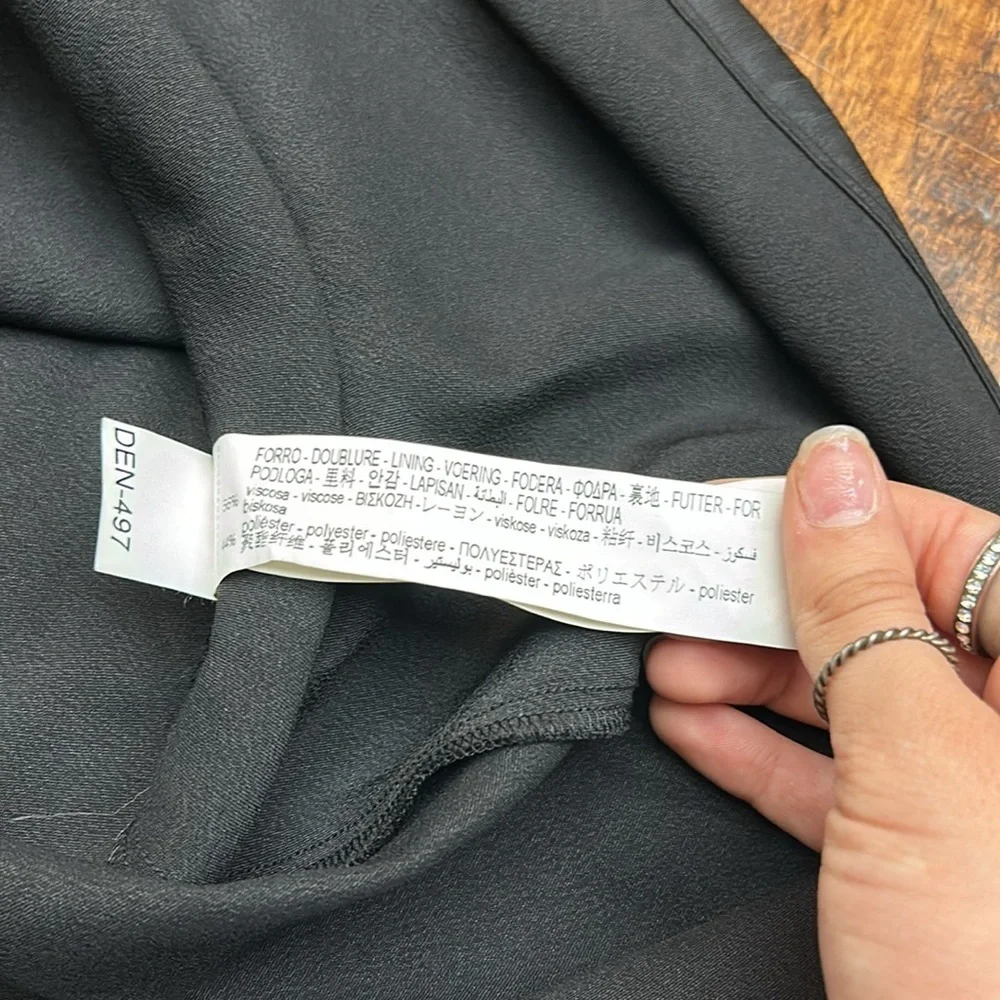 DEN-497
FORRO - DOUBLURE - LINING - VOERING - FODERA - ΦΟΔΡΑ - 裏地 - FUTTER - FOR
PODLOGA - 里料 - 안감 - LAPISAN - البطانة - FOLRE - FORRUA
viscosa - viscose - ΒΙΣΚΟΖΗ - レーヨン - viskose - viskoza - 粘纤 - 비스코스 - فسكوز
biskosa
poliéster - polyester - poliestere - ΠΟΛΥΕΣΤΕΡΑΣ - ポリエステル - poliester
聚酯纤维 - 폴리에스터 - بوليستير - polièster - poliesterra